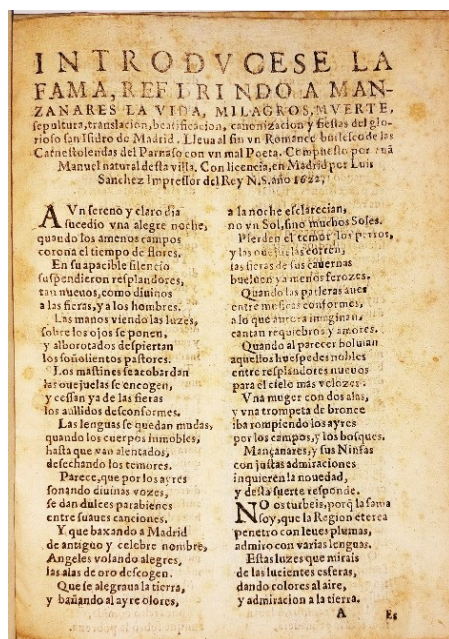 INTRODVCESE LA
FAMA, REFIRINDO A MAN-
ZANARES LA VIDA, MILAGROS, MVERTE,
sepultura, translacion, beatificacion, canonizacion y fiestas del glo-
rioso san Isidro de Madrid. Lleua al fin vn Romance burlesco de las
Carnestolendas del Parnaso con vn mal Poeta. Compuesto por
Manuel natural desta villa. Con licencia, en Madrid por Luis
Sanchez Impressor del Rey N.S. año 1622,
A Vn sereno y claro dia
sucedio vna alegre noche,
quando los amenos campos
corona el tiempo de flores.
En su apacible silencio
suspendieron resplandores,
tan nueuos, como diuinos
a las fieras, y a los hombres.
Las manos viendo las luzes,
sobre los ojos se ponen,
y alborotados despiertan
los soñolientos pastores.
Los mastines se acobardan
las ouejuelas se encogen,
y cessan ya de las fieras
los aullidos desconformes.
Las lenguas se quedan mudas,
quando los cuerpos inmobles,
hasta que van alentados,
desechando los temores.
Parece, que por los ayres
sonando diuinas vozes,
se dan dulces parabienes
entre suaues canciones.
Y que baxando a Madrid
de antiguo y celebre nombre,
Angeles volando alegres,
las alas de oro descogen.
Que se alegraua la tierra,
y bañando al ayre olores,
a la noche esclarecian,
no vn Sol, sino muchos Soles.
Pierden el temor los perros,
y las ouejuelas corren,
las fieras de sus cauernas
bueluen ya menos ferozes.
Quando las parleras aues
entre musicas conformes,
a lo que aurora imaginan,
cantan requiebros y amores.
Quando al parecer boluian
aquellos huespedes nobles
entre resplandores nueuos
para el cielo más velozes.
Vna muger con dos alas,
y vna trompeta de bronce
iba rompiendo los ayres
por los campos, y los bosques.
Mançanares, y sus Ninfas
con justas admiraciones
inquieren la nouedad,
y desta suerte responde.
NO os turbeis, porq̃ la fama
soy, que la Region eterea
penetro con leues plumas,
admiro con varias lenguas.
Estas luzes que mirais
de las lucientes esferas,
dando colores al aire,
y admiracion a la tierra.
A Es